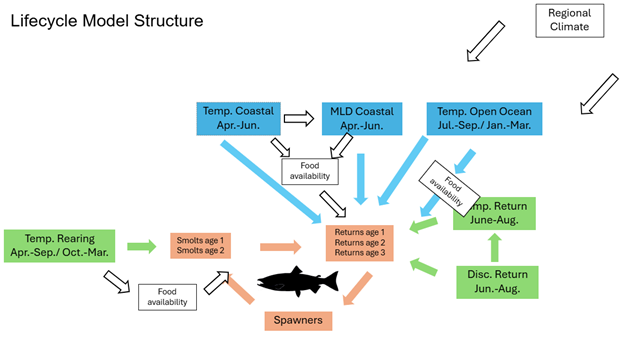 Lifecycle Model Structure
Regional
Climate
Temp. Coastal
Apr.-Jun.
MLD Coastal
Apr.-Jun.
Temp. Open Ocean
Jul.-Sep./ Jan.-Mar.
Food
availability
Food
availability
mp. Return
June-Aug.
Temp. Rearing
Apr.-Sep./ Oct.-Mar.
Smolts age 1
Smolts age 2
Returns age 1
Returns age 2
Returns age 3
Disc. Return
Jun.-Aug.
Food
availability
Spawners